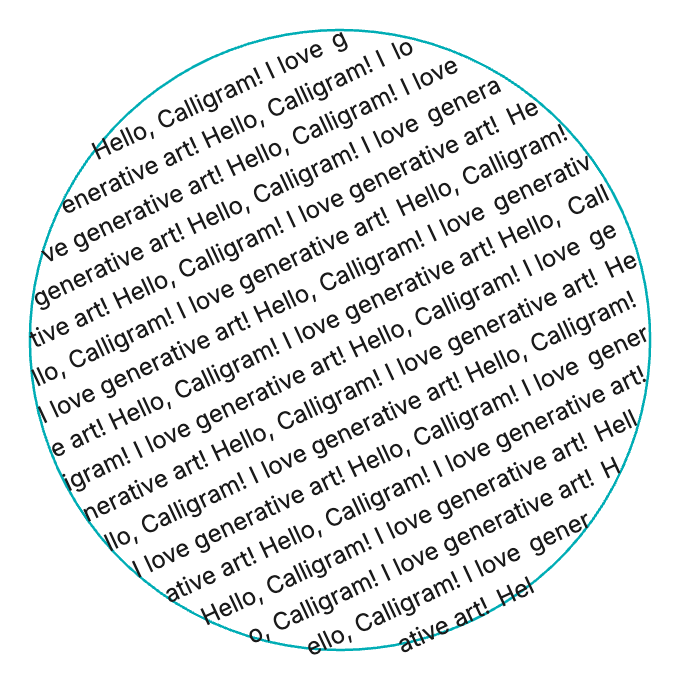 Hello, Calligram! I love g
enerative art! Hello, Calligram! I lo
ve generative art! Hello, Calligram! I love
generative art! Hello, Calligram! I love genera
tive art! Hello, Calligram! I love generative art! He
llo, Calligram! I love generative art! Hello, Calligram!
I love generative art! Hello, Calligram! I love generativ
e art! Hello, Calligram! I love generative art! Hello, Call
igram! I love generative art! Hello, Calligram! I love ge
nerative art! Hello, Calligram! I love generative art! He
llo, Calligram! I love generative art! Hello, Calligram!
I love generative art! Hello, Calligram! I love gener
ative art! Hello, Calligram! I love generative art!
Hello, Calligram! I love generative art! Hell
o, Calligram! I love generative art! H
ello, Calligram! I love gener
ative art! Hel